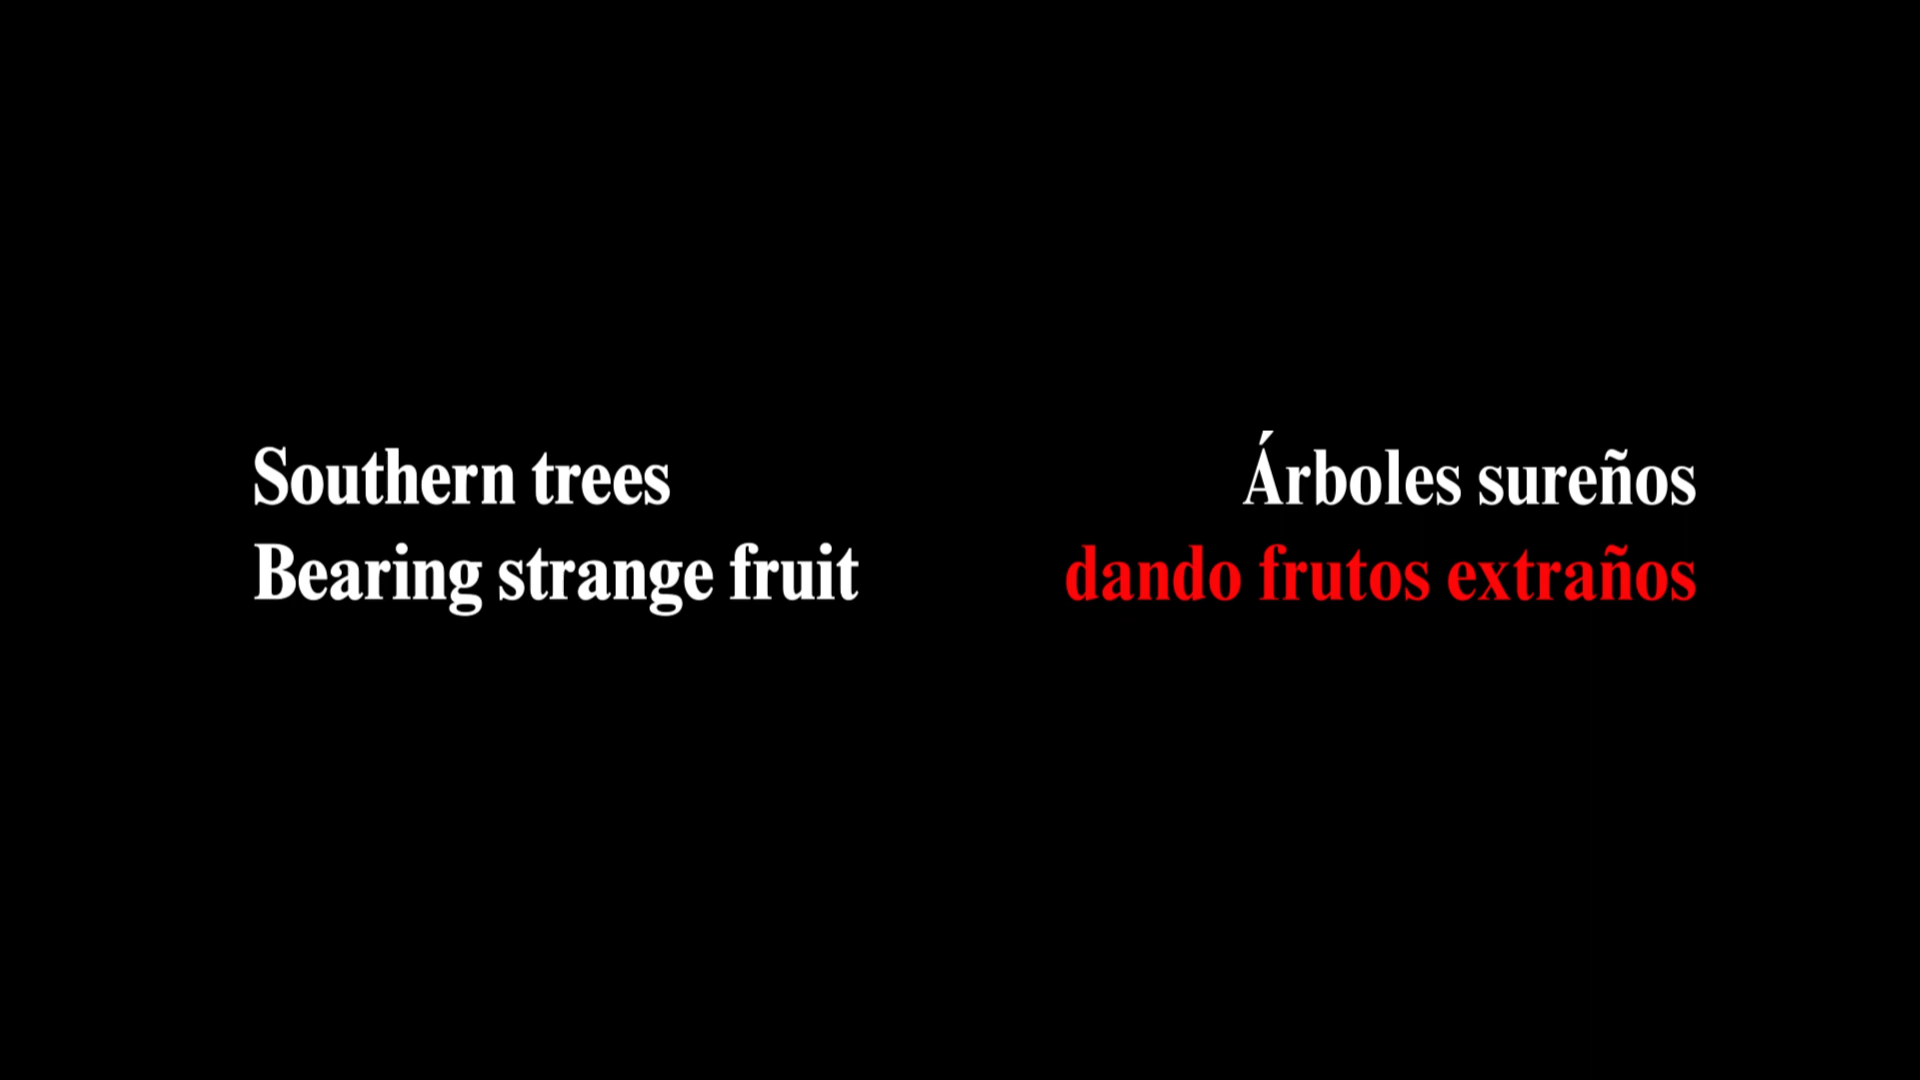 Southern trees
Bearing strange fruit
Árboles sureños
dando frutos extraños